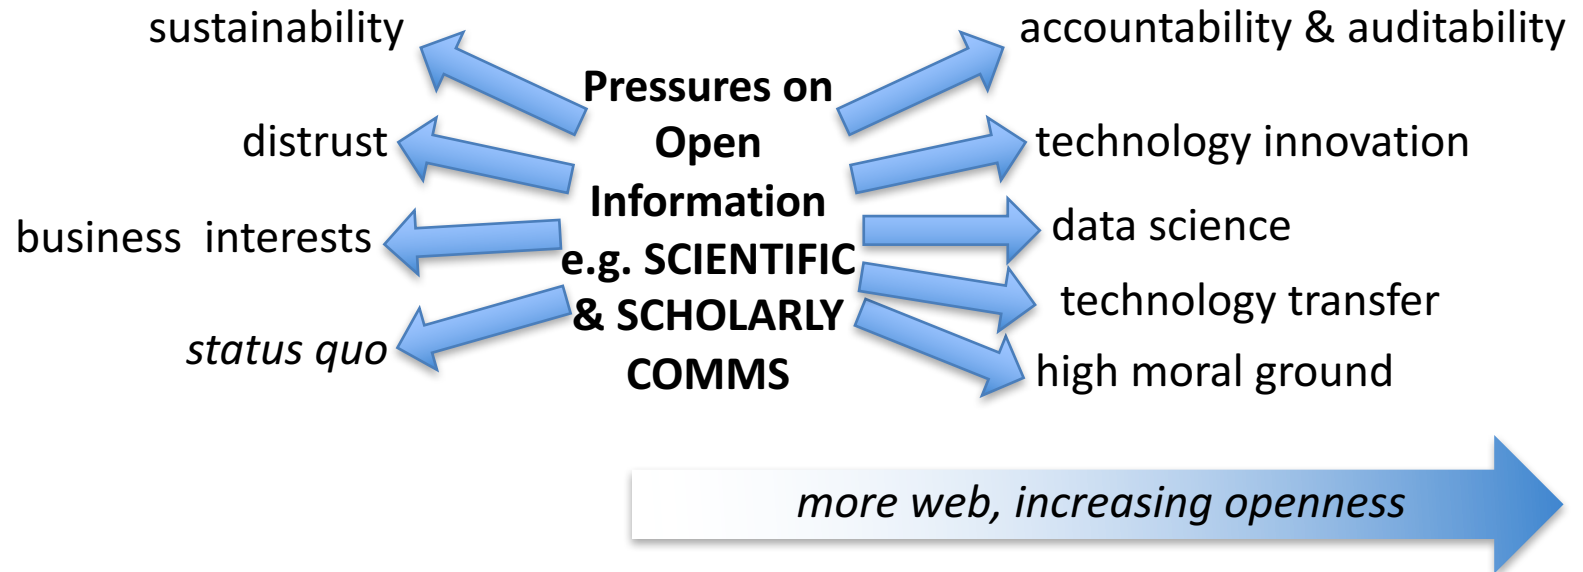 sustainability
distrust
business  interests
status quo
Pressures on
Open
Information
e.g. SCIENTIFIC
& SCHOLARLY
COMMS
accountability & auditability
technology innovation
data science
technology transfer
high moral ground
more web, increasing openness